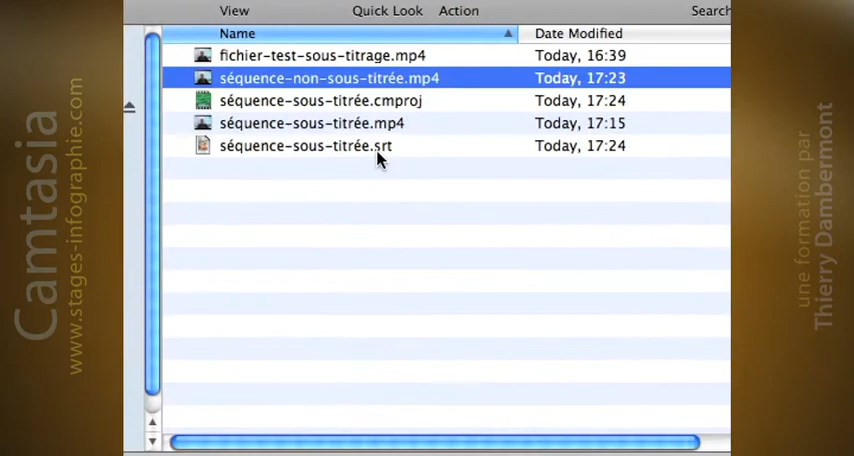 View Quick Look Action Search
Name Date Modified
fichier-test-sous-titrage.mp4 Today, 16:39
séquence-non-sous-titrée.mp4 Today, 17:23
séquence-sous-titrée.cmproj Today, 17:24
séquence-sous-titrée.mp4 Today, 17:15
séquence-sous-titrée.srt Today, 17:24
Camtasia
www.stages-infographie.com
une formation par
Thierry Dambermont